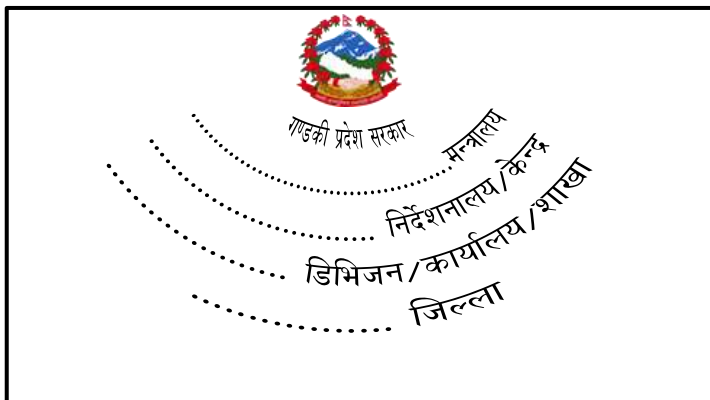 गण्डकी प्रदेश सरकार
........................................मन्त्रालय
.............................. निर्देशनालय/केन्द्र
........................ डिभिजन/कार्यालय/शाखा
........................ जिल्ला